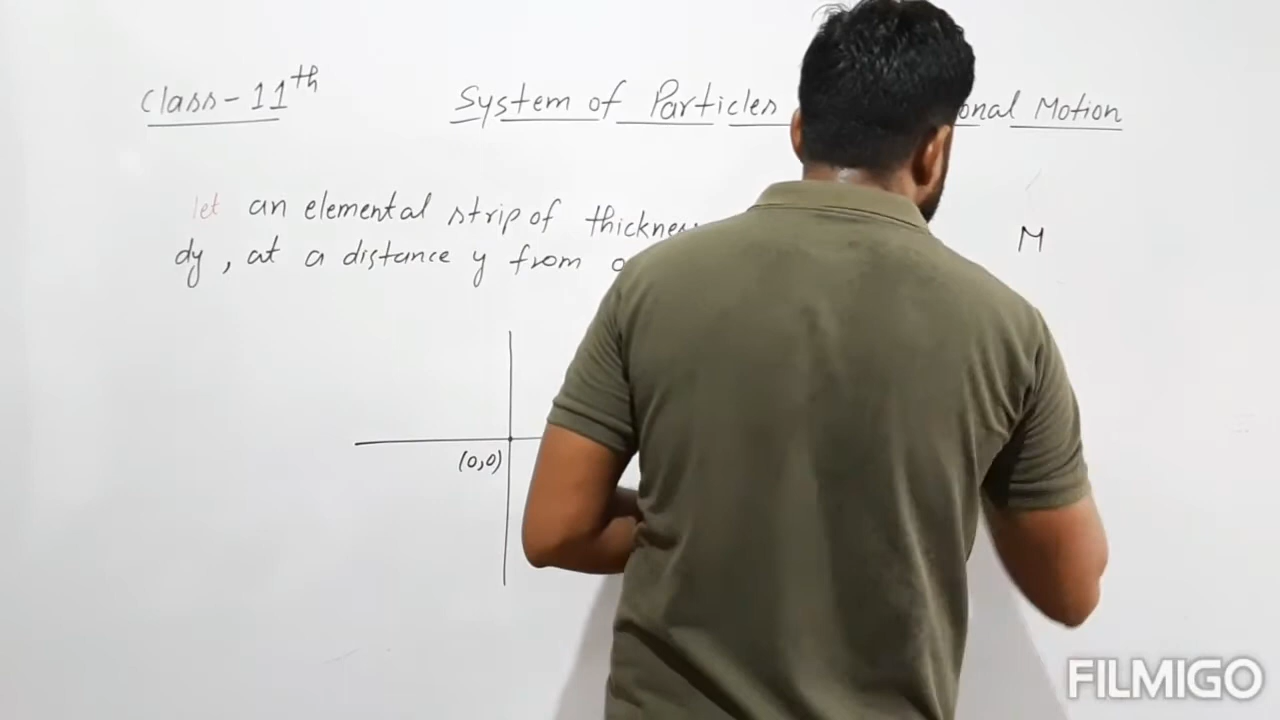 Class-11th
System of Particles onal Motion
let an elemental strip of thickness
dy, at a distance y from
M
(0,0)
FILMIGO